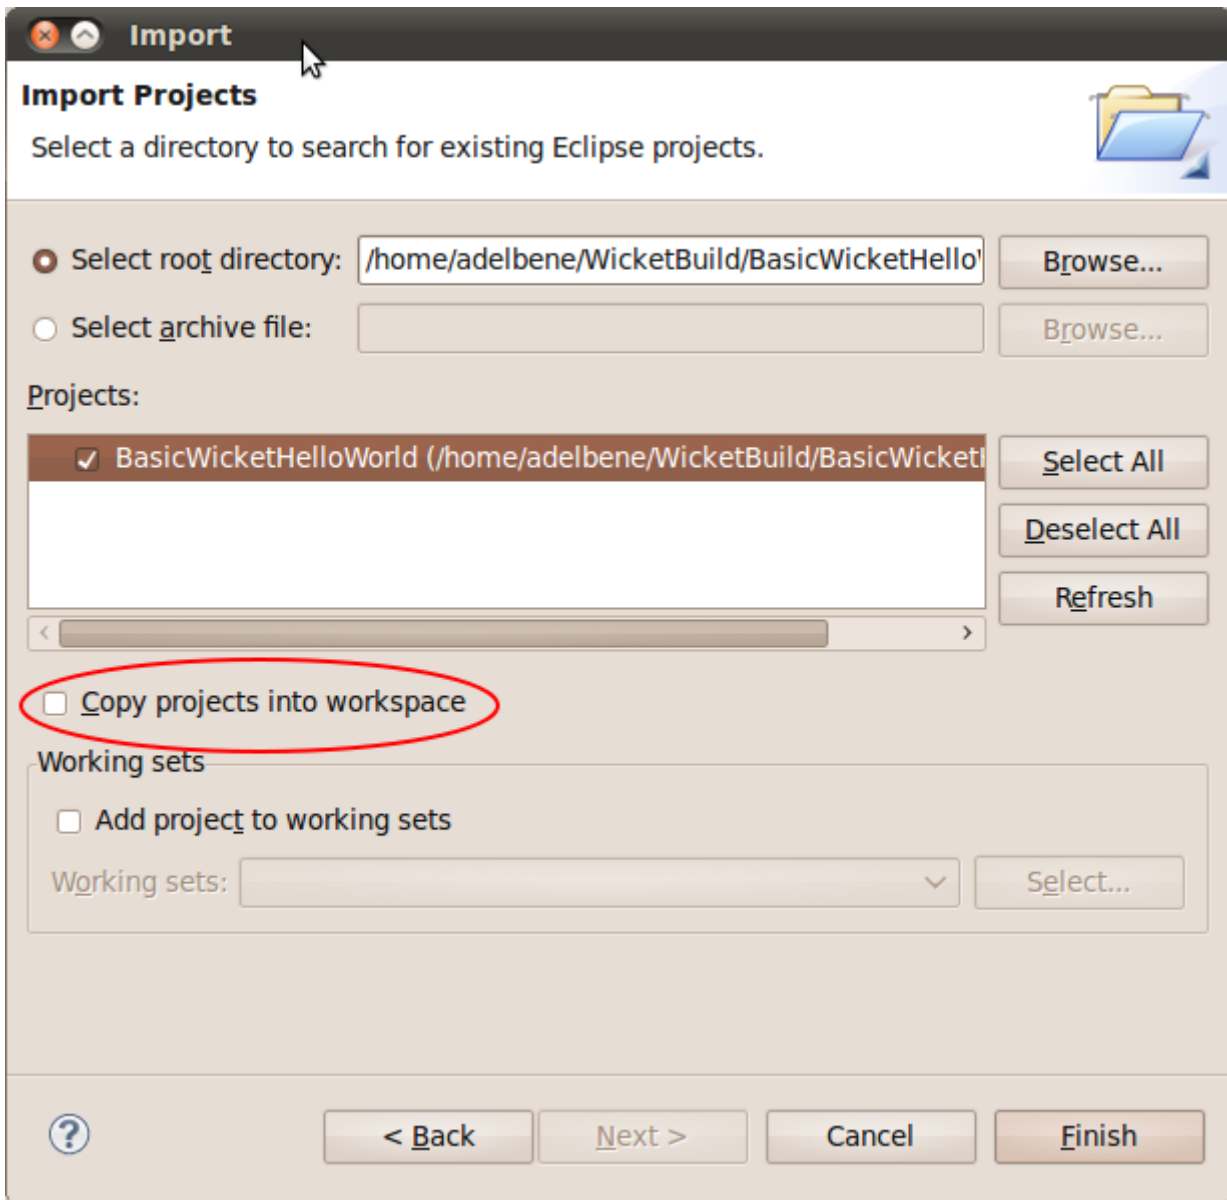 Import
Import Projects
Select a directory to search for existing Eclipse projects.
Select root directory: /home/adelbene/WicketBuild/BasicWicketHello Browse...
Select archive file: Browse...
Projects:
BasicWicketHelloWorld (/home/adelbene/WicketBuild/BasicWicket Select All
Deselect All
Refresh
Copy projects into workspace
Working sets
Add project to working sets
Working sets: Select...
? < Back Next > Cancel Finish